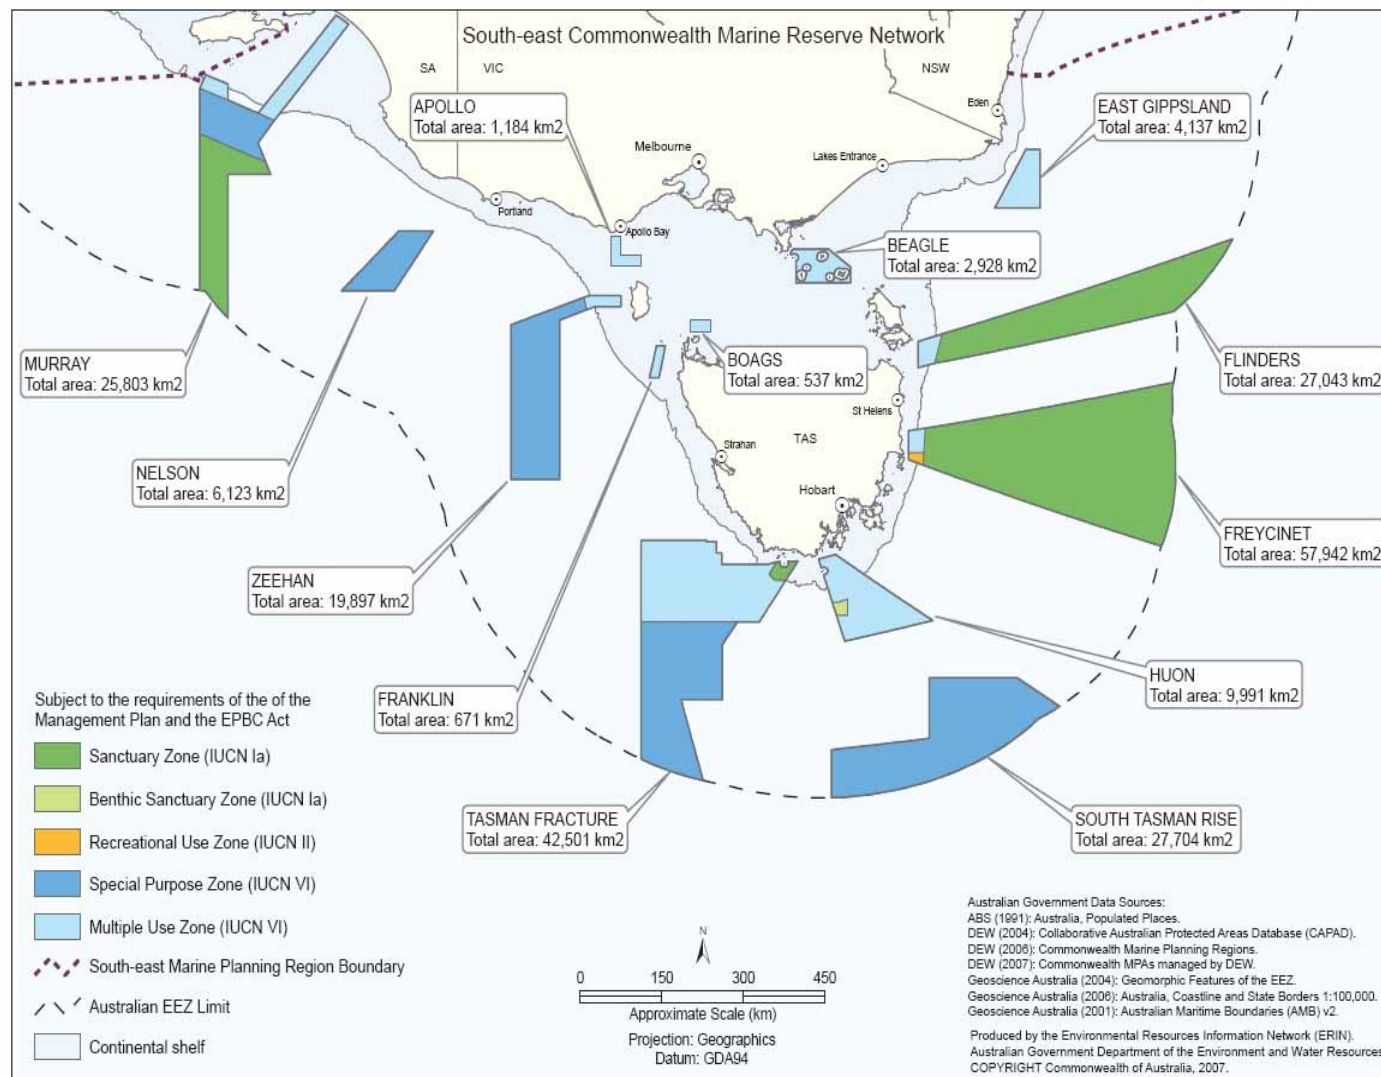 South-east Commonwealth Marine Reserve Network
SA
VIC
NSW
APOLLO
Total area: 1,184 km2
Eden
EAST GIPPSLAND
Total area: 4,137 km2
Melbourne
Lakes Entrance
Portland
Apollo Bay
BEAGLE
Total area: 2,928 km2
MURRAY
Total area: 25,803 km2
BOAGS
Total area: 537 km2
FLINDERS
Total area: 27,043 km2
St Helens
TAS
Strahan
NELSON
Total area: 6,123 km2
Hobart
FREYCINET
Total area: 57,942 km2
ZEEHAN
Total area: 19,897 km2
HUON
Total area: 9,991 km2
FRANKLIN
Total area: 671 km2
TASMAN FRACTURE
Total area: 42,501 km2
SOUTH TASMAN RISE
Total area: 27,704 km2
Subject to the requirements of the of the
Management Plan and the EPBC Act
Sanctuary Zone (IUCN Ia)
Benthic Sanctuary Zone (IUCN Ia)
Recreational Use Zone (IUCN II)
Special Purpose Zone (IUCN VI)
Multiple Use Zone (IUCN VI)
South-east Marine Planning Region Boundary
Australian EEZ Limit
Continental shelf
N
0 150 300 450
Approximate Scale (km)
Projection: Geographics
Datum: GDA94
Australian Government Data Sources:
ABS (1991): Australia, Populated Places.
DEW (2004): Collaborative Australian Protected Areas Database (CAPAD).
DEW (2006): Commonwealth Marine Planning Regions.
DEW (2007): Commonwealth MPAs managed by DEW.
Geoscience Australia (2004): Geomorphic Features of the EEZ.
Geoscience Australia (2006): Australia, Coastline and State Borders 1:100,000.
Geoscience Australia (2001): Australian Maritime Boundaries (AMB) v2.
Produced by the Environmental Resources Information Network (ERIN).
Australian Government Department of the Environment and Water Resources
COPYRIGHT Commonwealth of Australia, 2007.